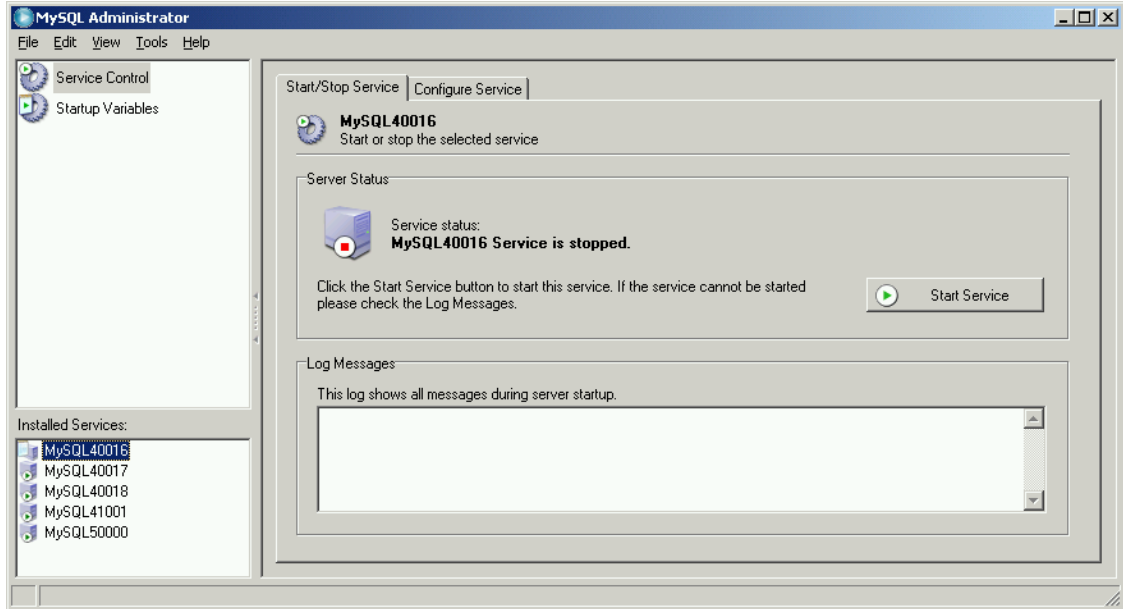 MySQL Administrator
File Edit View Tools Help
Service Control
Startup Variables
Start/Stop Service
Configure Service
MySQL40016
Start or stop the selected service
Server Status
Service status:
MySQL40016 Service is stopped.
Click the Start Service button to start this service. If the service cannot be started
please check the Log Messages.
Start Service
Log Messages
This log shows all messages during server startup.
Installed Services:
MySQL40016
MySQL40017
MySQL40018
MySQL41001
MySQL50000